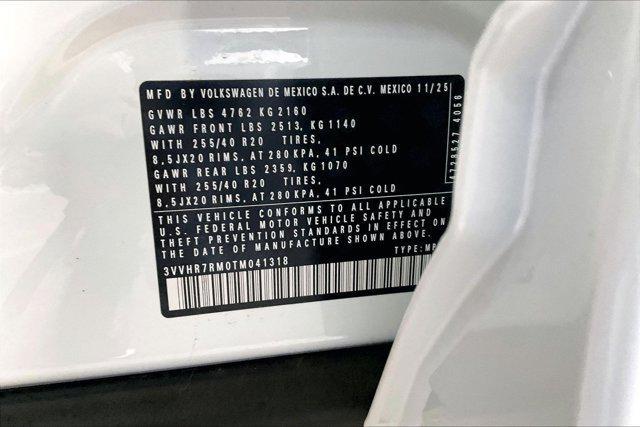 MFD BY VOLKSWAGEN DE MEXICO S.A. DE C.V. MEXICO 11/25
GVWR LBS 4762 KG 2160
GAWR FRONT LBS 2513, KG 1140
WITH 255/40 R20 TIRES,
8.5JX20 RIMS, AT 280 KPA, 41 PSI COLD
GAWR REAR LBS 2359, KG 1070
WITH 255/40 R20 TIRES,
8.5JX20 RIMS, AT 280 KPA, 41 PSI COLD
THIS VEHICLE CONFORMS TO ALL APPLICABLE
U.S. FEDERAL MOTOR VEHICLE SAFETY AND
THEFT PREVENTION STANDARDS IN EFFECT ON
THE DATE OF MANUFACTURE SHOWN ABOVE.
3VVHR7RM0TM041318 TYPE: MP
4728527 4056